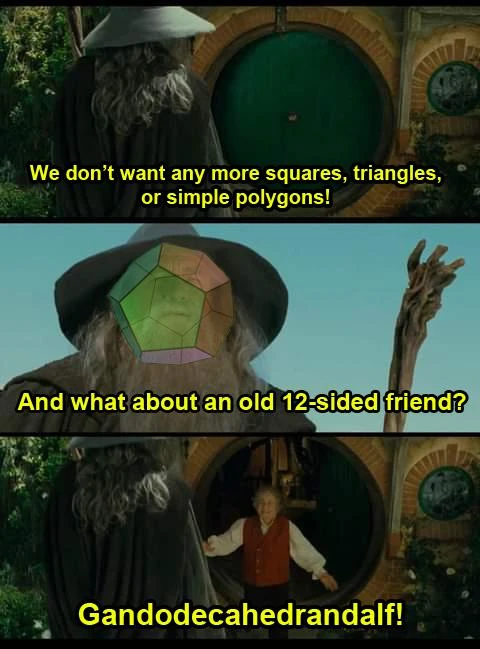 We don’t want any more squares, triangles,
or simple polygons!
And what about an old 12-sided friend?
Gandodecahedrandalf!